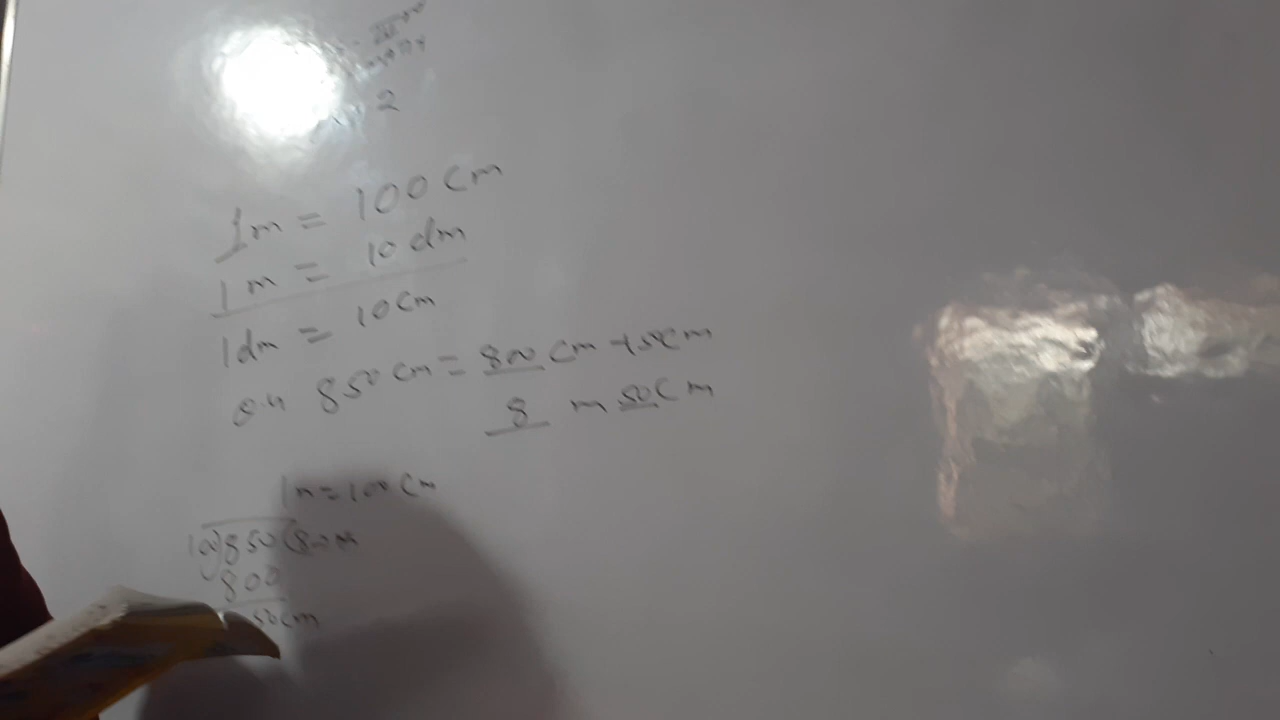 2
1m = 100 cm
1m = 10 dm
1dm = 10cm
850 cm = 800 cm + 50cm
8 m 50cm
1m = 100 cm
100)850(8
800
50cm